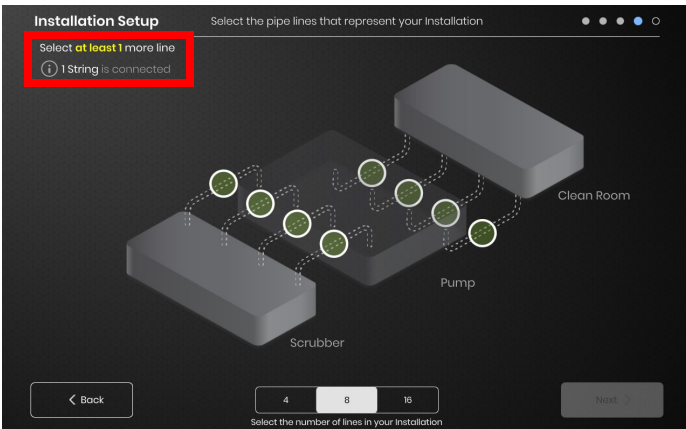 Installation Setup
Select the pipe lines that represent your Installation
Select at least 1 more line
1 String is connected
Clean Room
Pump
Scrubber
Back
4 8 16
Next
Select the number of lines in your Installation